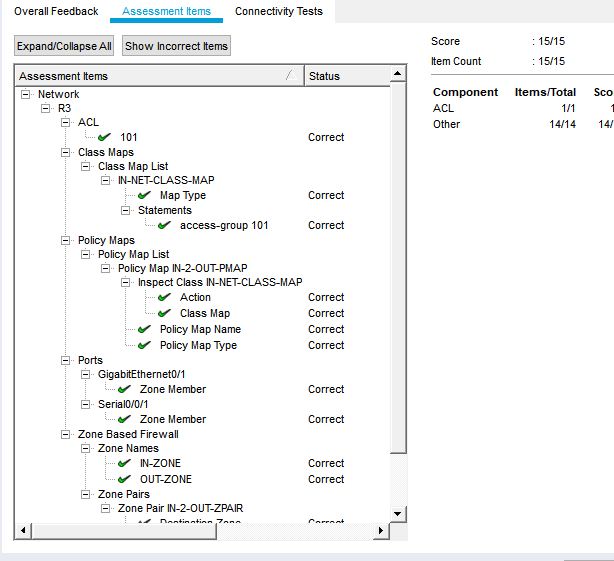 Overall Feedback Assessment Items Connectivity Tests
Expand/Collapse All Show Incorrect Items
Assessment Items Status
Network
R3
ACL
101 Correct
Class Maps
Class Map List
IN-NET-CLASS-MAP
Map Type Correct
Statements
access-group 101 Correct
Policy Maps
Policy Map List
Policy Map IN-2-OUT-PMAP
Inspect Class IN-NET-CLASS-MAP
Action Correct
Class Map Correct
Policy Map Name Correct
Policy Map Type Correct
Ports
GigabitEthernet0/1
Zone Member Correct
Serial0/0/1
Zone Member Correct
Zone Based Firewall
Zone Names
IN-ZONE Correct
OUT-ZONE Correct
Zone Pairs
Zone Pair IN-2-OUT-ZPAIR
Destination Zone Correct
Score : 15/15
Item Count : 15/15
Component Items/Total Sco
ACL 1/1 1
Other 14/14 14/